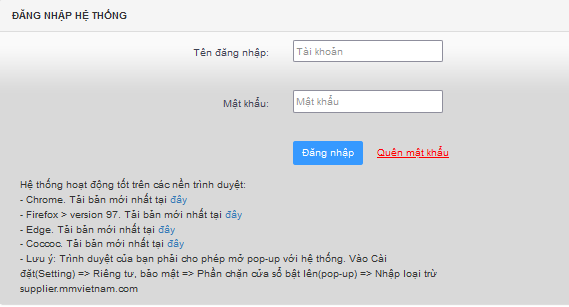 ĐĂNG NHẬP HỆ THỐNG
Tên đăng nhập: Tài khoản
Mật khẩu: Mật khẩu
Đăng nhập Quên mật khẩu
Hệ thống hoạt động tốt trên các nền trình duyệt:
- Chrome. Tải bản mới nhất tại đây
- Firefox > version 97. Tải bản mới nhất tại đây
- Edge. Tải bản mới nhất tại đây
- Coccoc. Tải bản mới nhất tại đây
- Lưu ý: Trình duyệt của bạn phải cho phép mở pop-up với hệ thống. Vào Cài
đặt(Setting) => Riêng tư, bảo mật => Phần chặn cửa sổ bật lên(pop-up) => Nhập loại trừ
supplier.mmvietnam.com